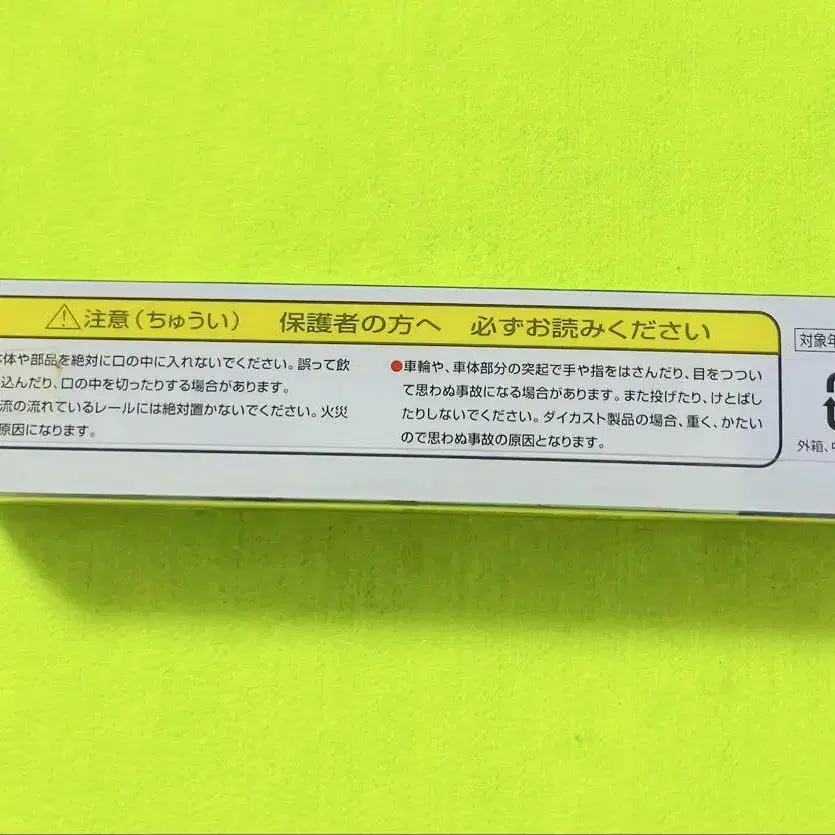 ⚠注意(ちゅうい) 保護者の方へ 必ずお読みください
体や部品を絶対に口の中に入れないでください。誤って飲
込んだり、口の中を切ったりする場合があります。
流の流れているレールには絶対置かないでください。火災
原因になります。
●車輪や、車体部分の突起で手や指をはさんだり、目をつつい
て思わぬ事故になる場合があります。また投げたり、けとばし
たりしないでください。ダイカスト製品の場合、重く、かたい
ので思わぬ事故の原因となります。
対象年
外箱、